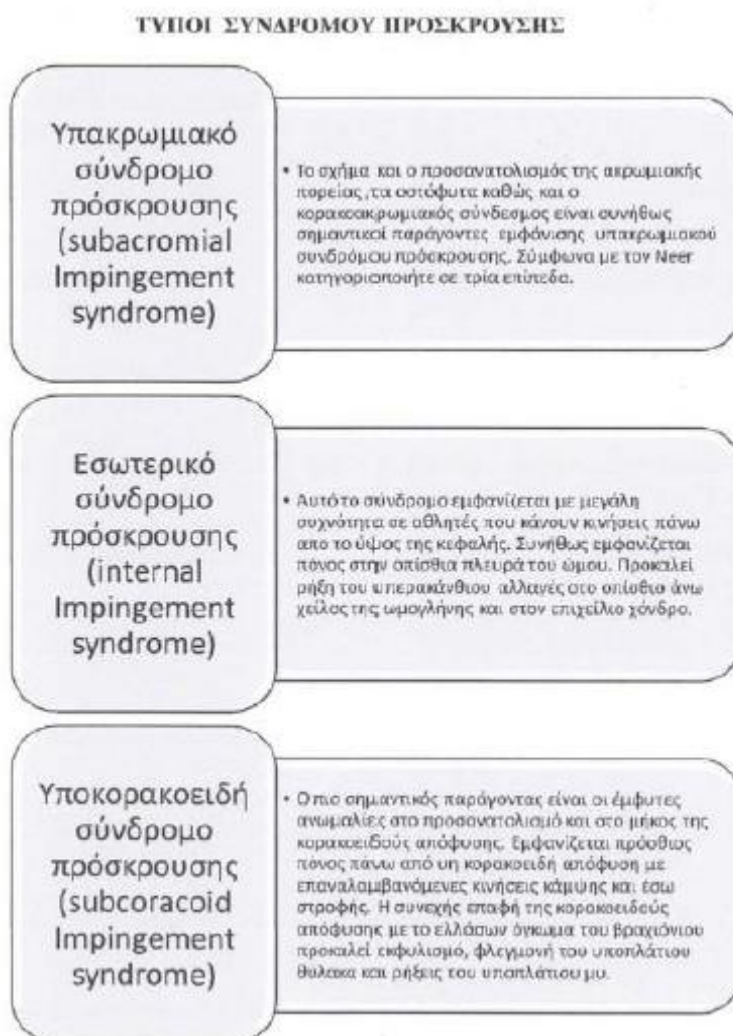 ΤΥΠΟΙ ΣΥΝΔΡΟΜΟΥ ΠΡΟΣΚΡΟΥΣΗΣ
Υπακρωμιακό
σύνδρομο
πρόσκρουσης
(subacromial
Impingement
syndrome)
• Το σχήμα και ο προσανατολισμός της ακρωμιακής
πορείας ,τα οστόφυτα καθώς και ο
κορακοακρωμιακός σύνδεσμος είναι συνήθως
σημαντικοί παράγοντες εμφάνισης υπακρωμιακού
συνδρόμου πρόσκρουσης. Σύμφωνα με τον Neer
κατηγοριοποιήτε σε τρία επίπεδα.
Εσωτερικό
σύνδρομο
πρόσκρουσης
(internal
Impingement
syndrome)
• Αυτό το σύνδρομο εμφανίζεται με μεγάλη
συχνότητα σε αθλητές που κάνουν κινήσεις πάνω
απο το ύψος της κεφαλής. Συνήθως εμφανίζεται
πόνος στην οπίσθια πλευρά του ώμου. Προκαλεί
ρήξη του υπερακάνθιου αλλαγές στο οπίσθιο άνω
χείλος της ωμογλήνης και στον επιχείλιο χόνδρο.
Υποκορακοειδή
σύνδρομο
πρόσκρουσης
(subcoracoid
Impingement
syndrome)
• Ο πιο σημαντικός παράγοντας είναι οι έμφυτες
ανωμαλίες στο προσανατολισμό και στο μήκος της
κορακοειδούς απόφυσης. Εμφανίζεται πρόσθιος
πόνος πάνω από υη κορακοειδή απόφυση με
επαναλαμβανόμενες κινήσεις κάμψης και έσω
στροφής. Η συνεχής επαφή της κορακοειδούς
απόφυσης με το ελλάσων όγκωμα του βραχιόνιου
προκαλεί εκφυλισμό, φλεγμονή του υποπλάτιου
θύλακα και ρήξεις του υποπλάτιου μυ.